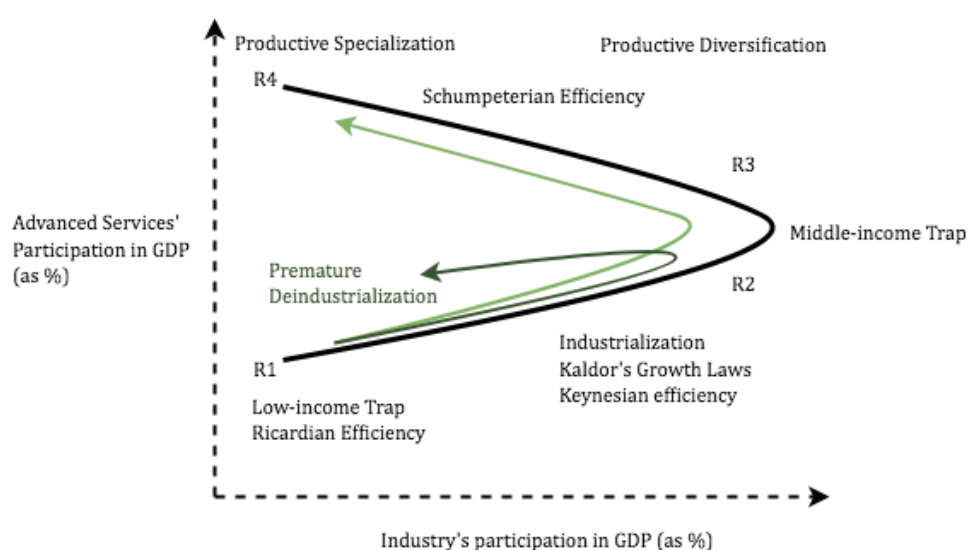 Productive Specialization
Productive Diversification
R4
Schumpeterian Efficiency
R3
Advanced Services'
Participation in GDP
(as %)
Middle-income Trap
Premature
Deindustrialization
R2
Industrialization
Kaldor's Growth Laws
Keynesian efficiency
R1
Low-income Trap
Ricardian Efficiency
Industry's participation in GDP (as %)